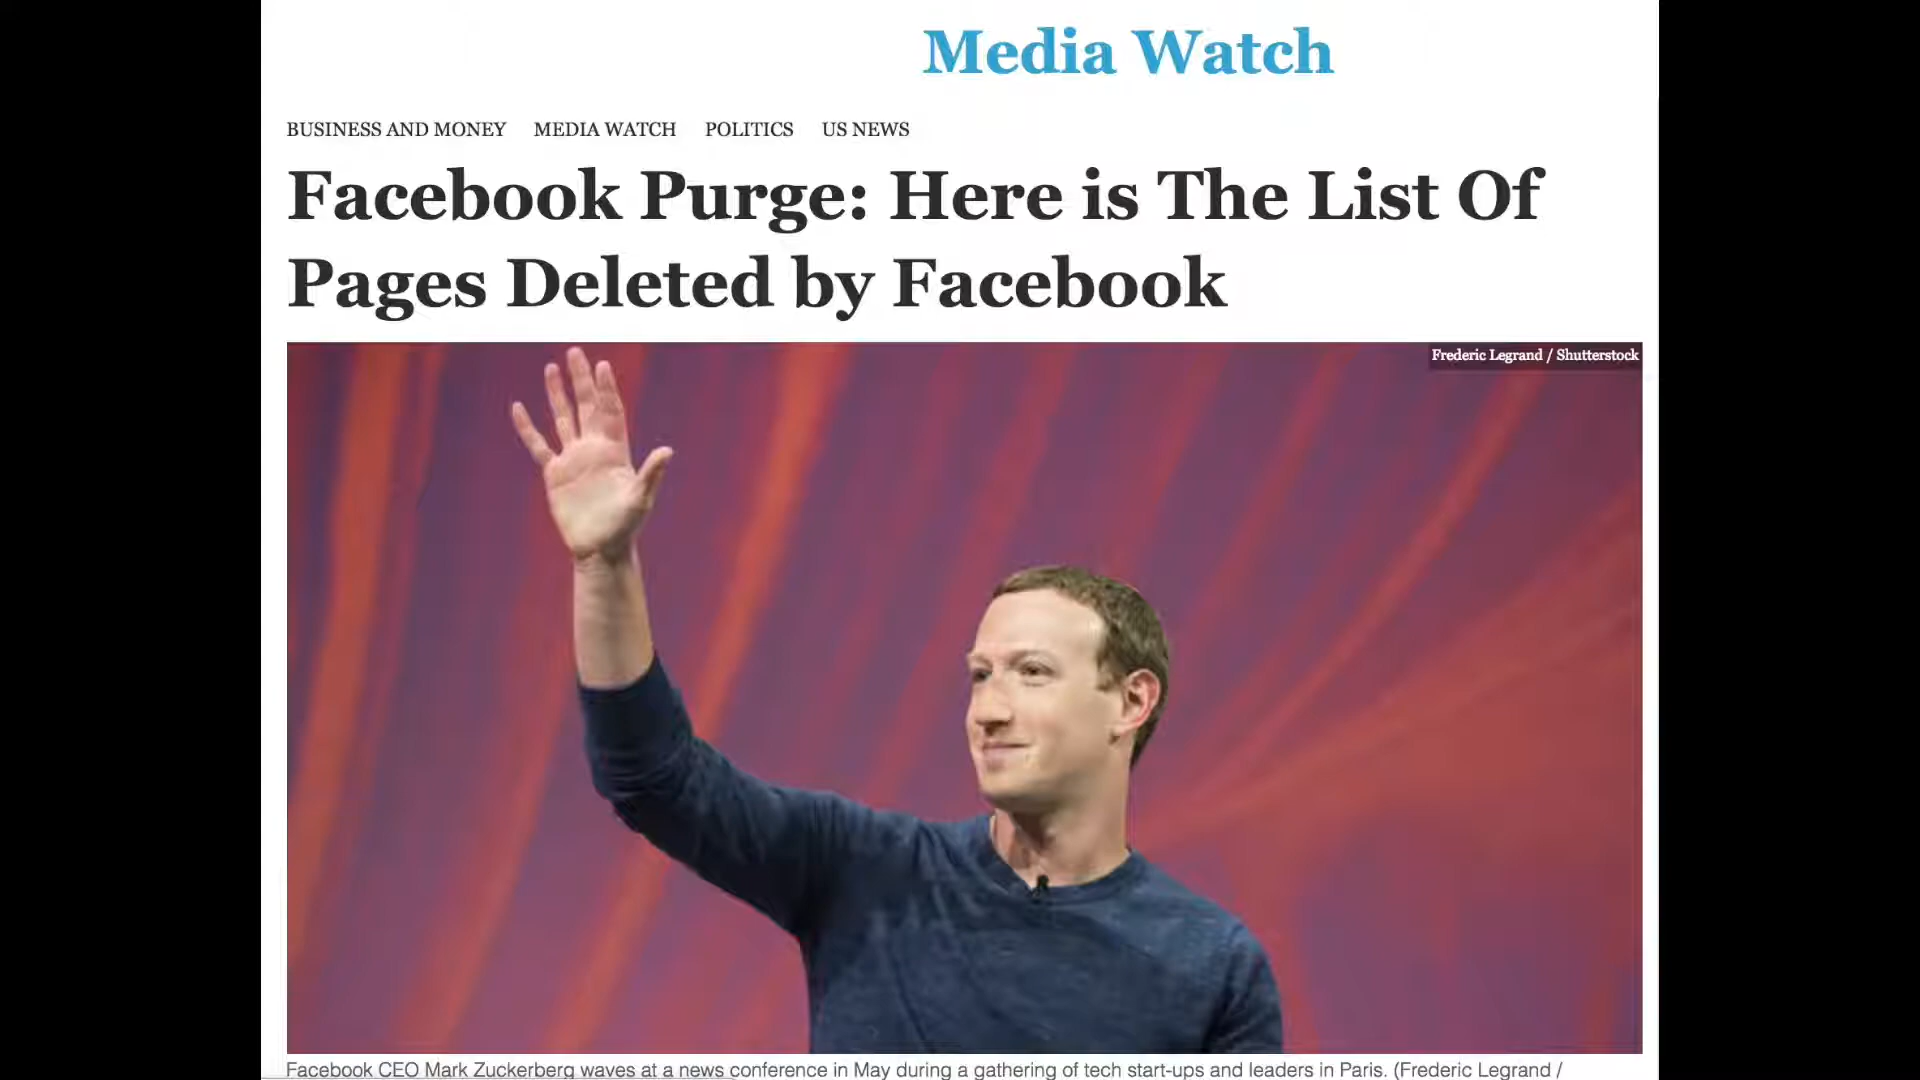 Media Watch
BUSINESS AND MONEY MEDIA WATCH POLITICS US NEWS
Facebook Purge: Here is The List Of
Pages Deleted by Facebook
Frederic Legrand / Shutterstock
Facebook CEO Mark Zuckerberg waves at a news conference in May during a gathering of tech start-ups and leaders in Paris. (Frederic Legrand /